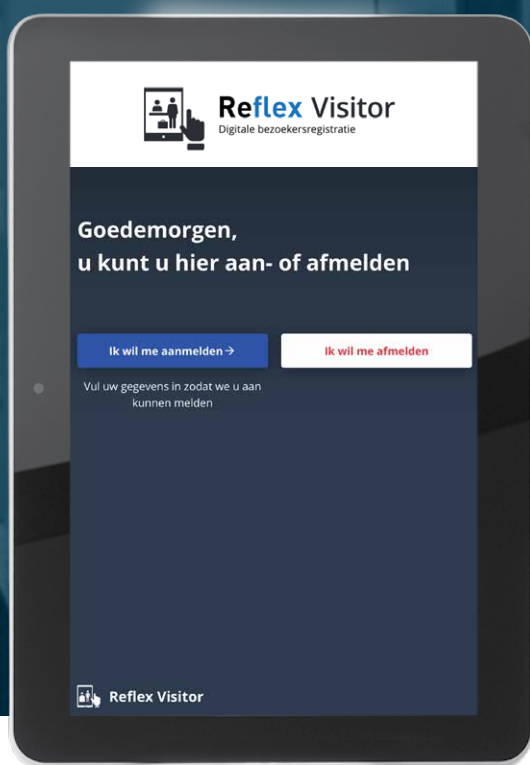 Reflex Visitor
Digitale bezoekersregistratie
Goedemorgen,
u kunt u hier aan- of afmelden
Ik wil me aanmelden →
Ik wil me afmelden
Vul uw gegevens in zodat we u aan
kunnen melden
Reflex Visitor